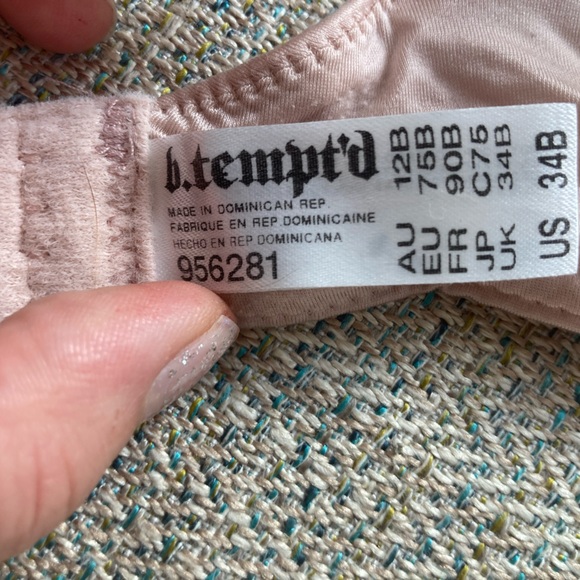 b.tempt'd
MADE IN DOMINICAN REP.
FABRIQUE EN REP.DOMINICAINE
HECHO EN REP DOMINICANA
956281
AU 12B
EU 75B
FR 90B
JP C75
UK 34B
US 34B